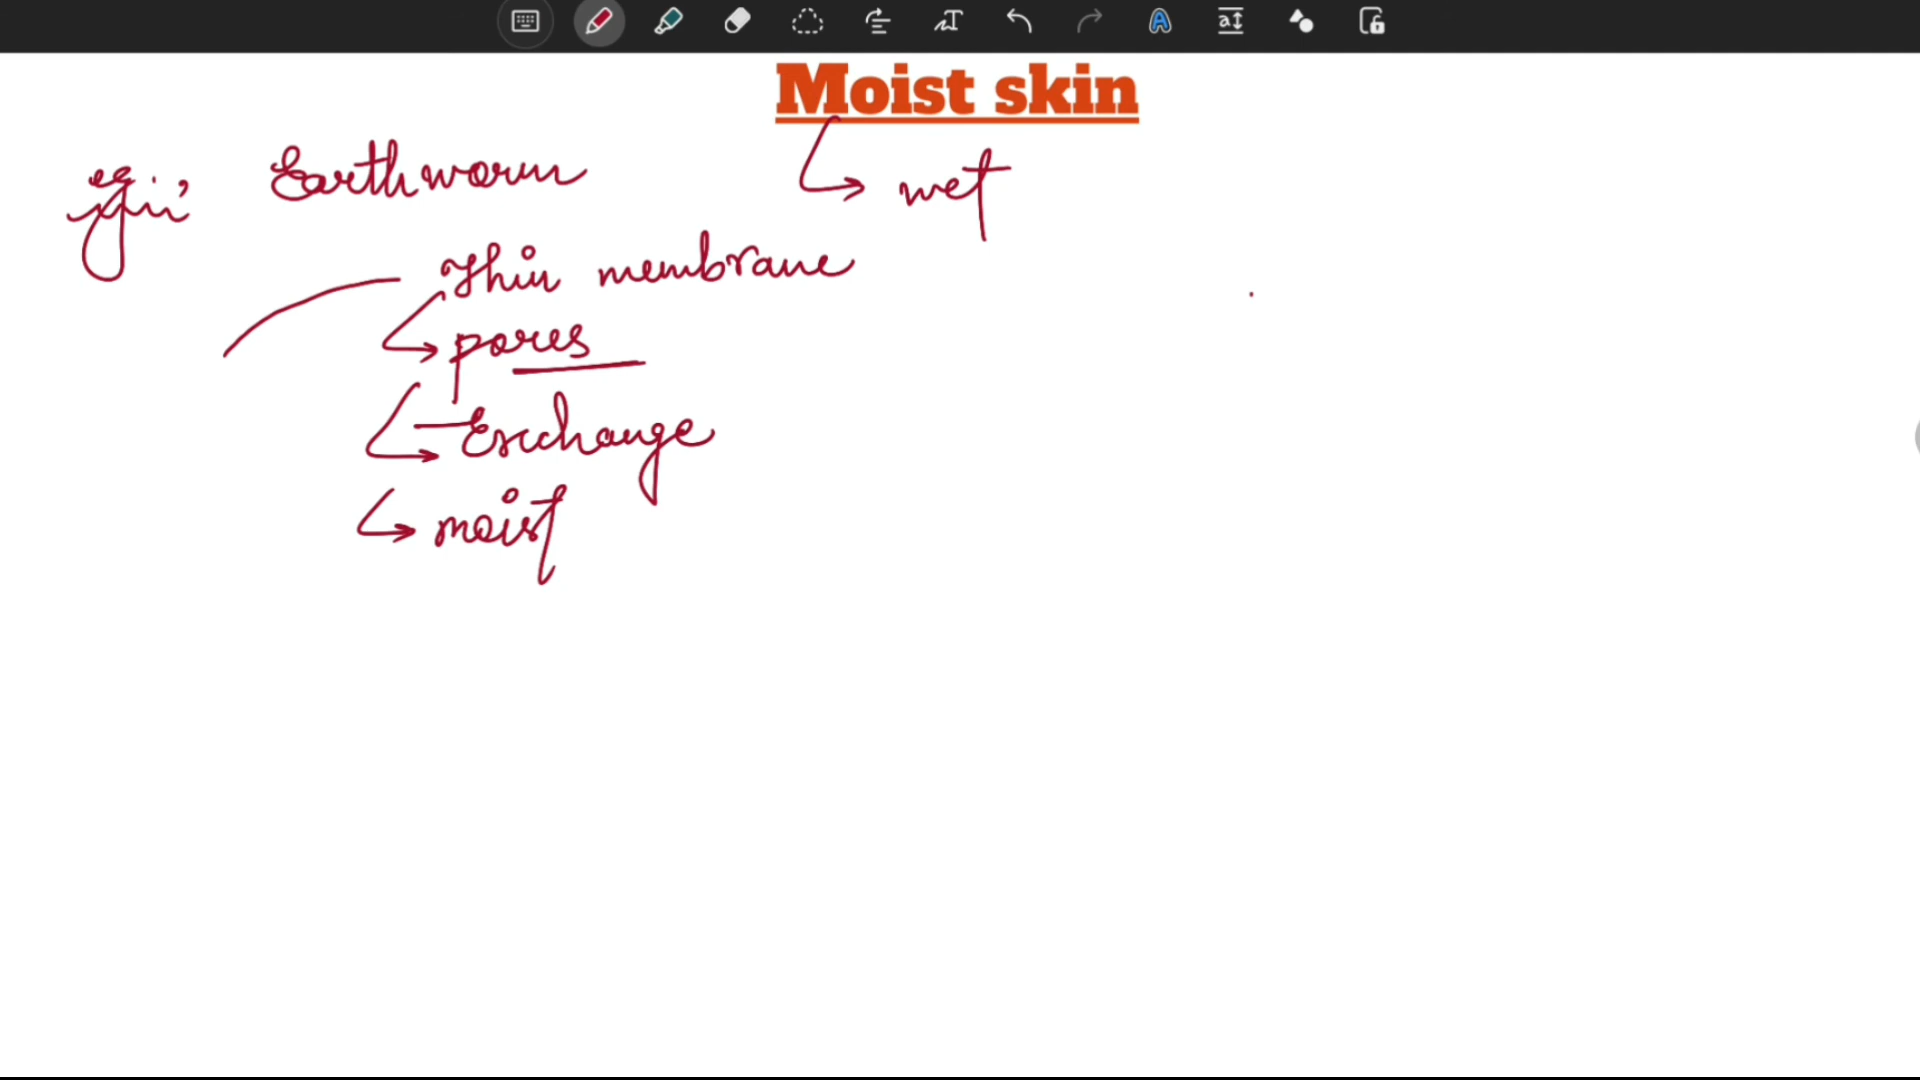 Moist skin
eg:; Earthworm
wet
Thin membrane
pores
Exchange
moist